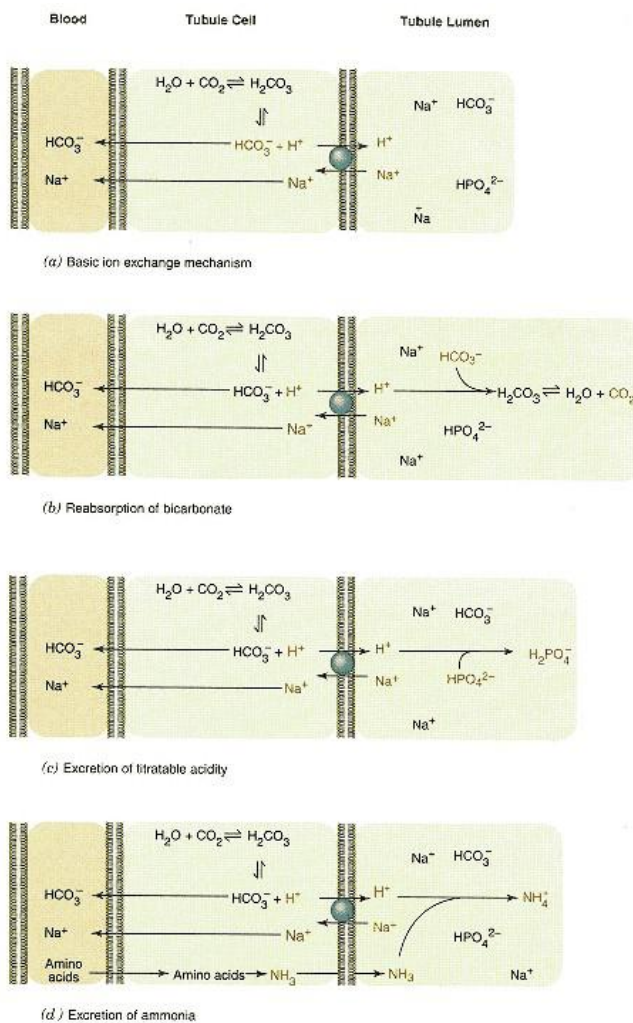 Blood Tubule Cell Tubule Lumen
H₂O + CO₂ ⇌ H₂CO₃
Na⁺ HCO₃⁻
⇌
HCO₃⁻ HCO₃⁻ + H⁺ H⁺
Na⁺ Na⁺ Na⁺ HPO₄²⁻
N̄a
(a) Basic ion exchange mechanism
H₂O + CO₂ ⇌ H₂CO₃
Na⁺ HCO₃⁻
⇌
HCO₃⁻ HCO₃⁻ + H⁺ H⁺ H₂CO₃ ⇌ H₂O + CO₂
Na⁺ Na⁼ Na⁺ HPO₄²⁻
Na⁺
(b) Reabsorption of bicarbonate
H₂O + CO₂ ⇌ H₂CO₃
Na⁺ HCO₃⁻
⇌
HCO₃⁻ HCO₃⁻ + H⁺ H⁺ H₂PO₄⁻
Na⁺ Na⁺ Na⁺ HPO₄²⁻
Na⁺
(c) Excretion of titratable acidity
H₂O + CO₂ ⇌ H₂CO₃
Na⁻ HCO₃⁻
⇌
HCO₃⁻ HCO₃⁻ + H⁺ H⁺ NH₄⁺
Na⁺ Na⁺ Na⁺ HPO₄²⁻
Amino
acids Amino acids NH₃ NH₃ Na⁺
(d) Excretion of ammonia